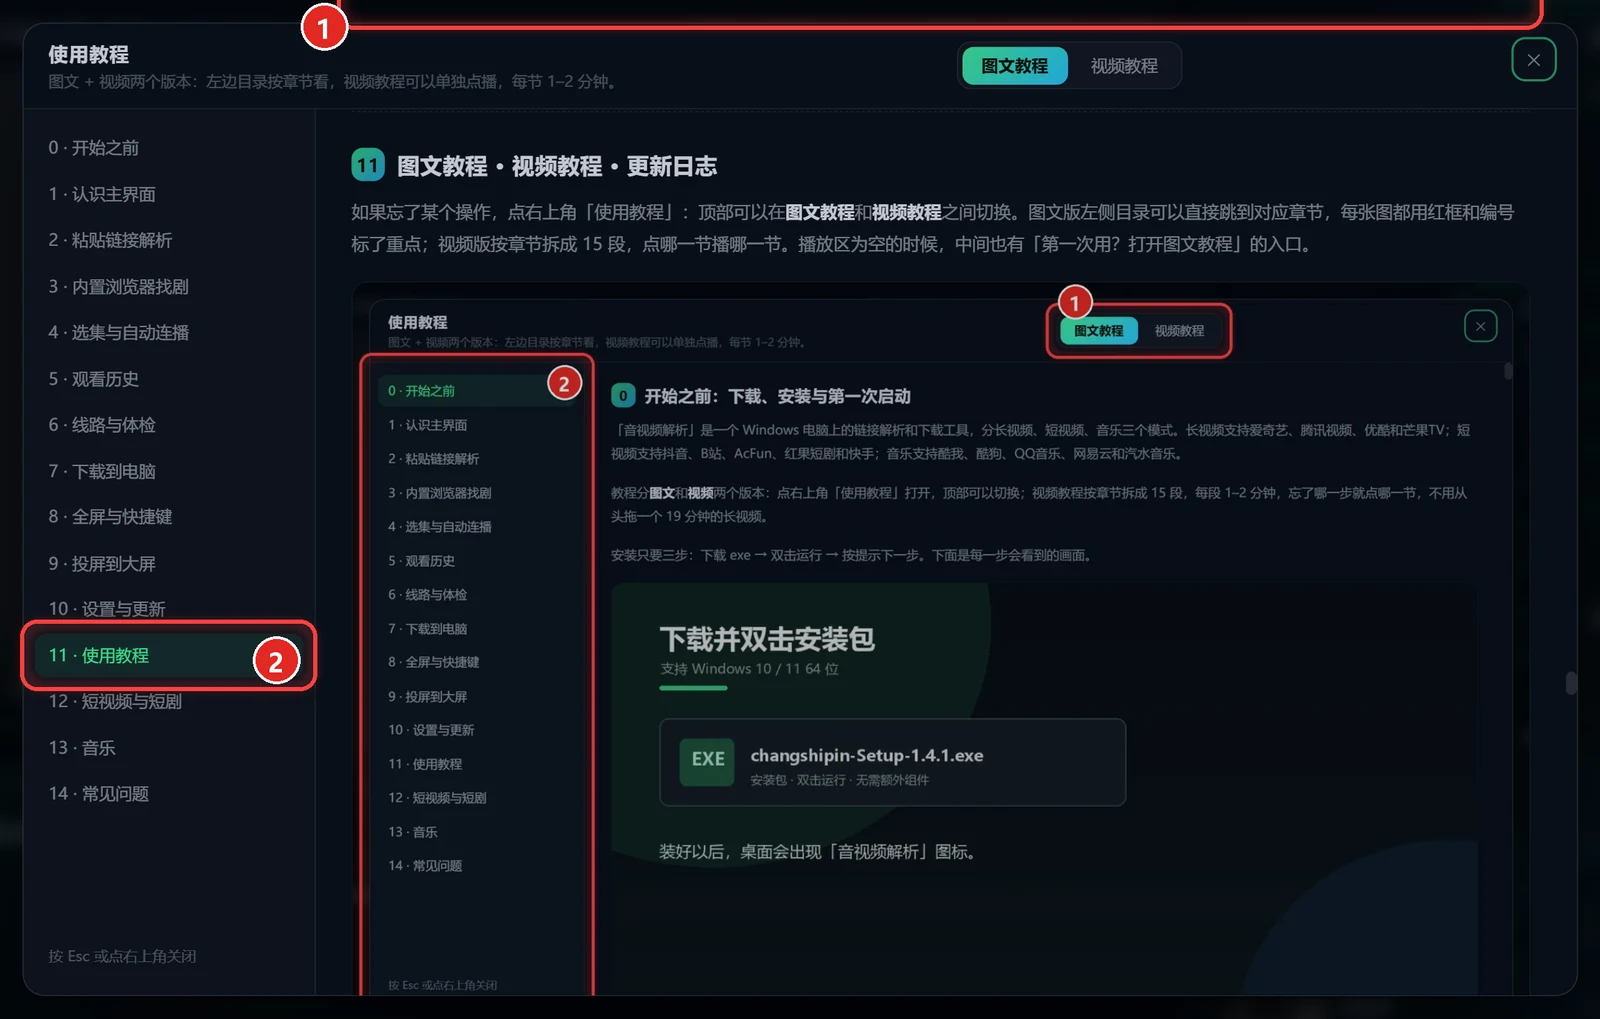 1
使用教程
图文 + 视频两个版本：左边目录按章节看，视频教程可以单独点播，每节 1–2 分钟。
图文教程
视频教程
×
0 · 开始之前
1 · 认识主界面
2 · 粘贴链接解析
3 · 内置浏览器找剧
4 · 选集与自动连播
5 · 观看历史
6 · 线路与体检
7 · 下载到电脑
8 · 全屏与快捷键
9 · 投屏到大屏
10 · 设置与更新
11 · 使用教程
2
12 · 短视频与短剧
13 · 音乐
14 · 常见问题
按 Esc 或点右上角关闭
11 图文教程 • 视频教程 • 更新日志
如果忘了某个操作，点右上角「使用教程」：顶部可以在图文教程和视频教程之间切换。图文版左侧目录可以直接跳到对应章节，每张图都用红框和编号
标了重点；视频版按章节拆成 15 段，点哪一节播哪一节。播放区为空的时候，中间也有「第一次用？打开图文教程」的入口。
使用教程
图文 + 视频两个版本：左边目录按章节看，视频教程可以单独点播，每节 1–2 分钟。
1
图文教程
视频教程
×
0 · 开始之前
2
1 · 认识主界面
2 · 粘贴链接解析
3 · 内置浏览器找剧
4 · 选集与自动连播
5 · 观看历史
6 · 线路与体检
7 · 下载到电脑
8 · 全屏与快捷键
9 · 投屏到大屏
10 · 设置与更新
11 · 使用教程
12 · 短视频与短剧
13 · 音乐
14 · 常见问题
按 Esc 或点右上角关闭
0 开始之前：下载、安装与第一次启动
「音视频解析」是一个 Windows 电脑上的链接解析和下载工具，分长视频、短视频、音乐三个模式。长视频支持爱奇艺、腾讯视频、优酷和芒果TV；短
视频支持抖音、B站、AcFun、红果短剧和快手；音乐支持酷我、酷狗、QQ音乐、网易云和汽水音乐。
教程分图文和视频两个版本：点右上角「使用教程」打开，顶部可以切换；视频教程按章节拆成 15 段，每段 1–2 分钟，忘了哪一步就点哪一节，不用从
头拖一个 19 分钟的长视频。
安装只要三步：下载 exe → 双击运行 → 按提示下一步。下面是每一步会看到的画面。
下载并双击安装包
支持 Windows 10 / 11 64 位
EXE
changshipin-Setup-1.4.1.exe
安装包 · 双击运行 · 无需额外组件
装好以后，桌面会出现「音视频解析」图标。